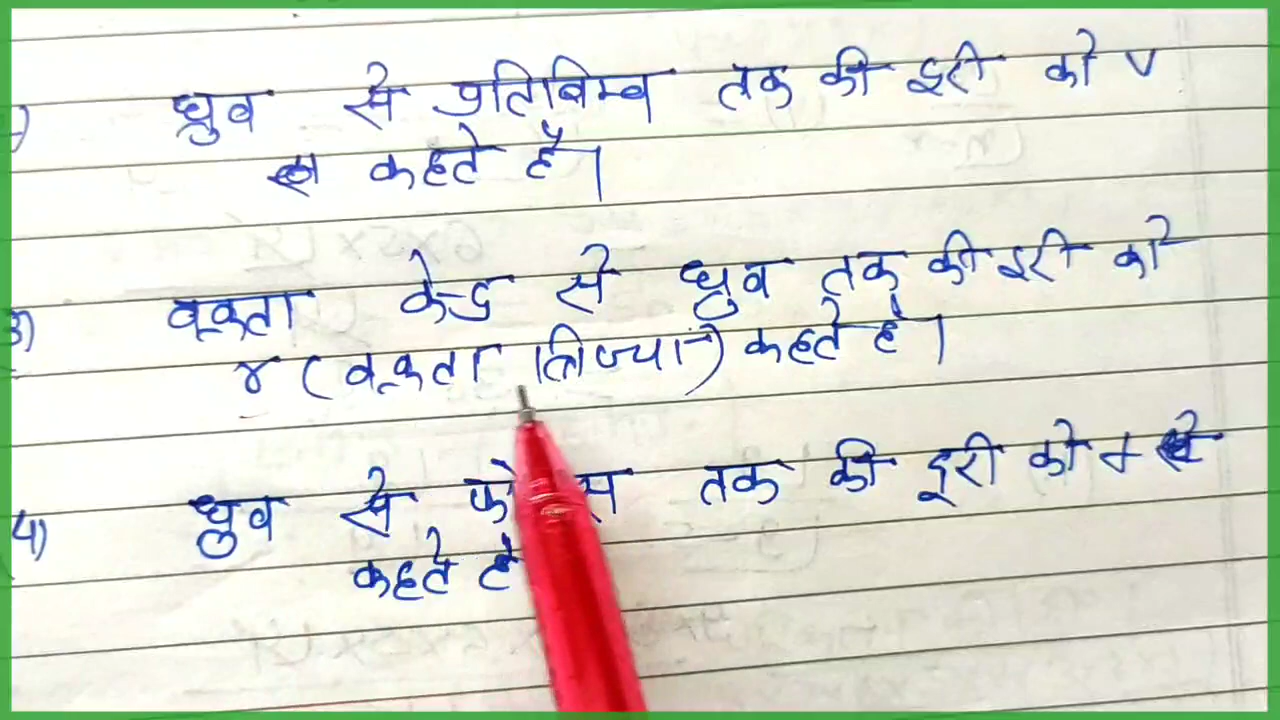 ध्रुव से प्रतिबिम्व तक की दूरी को v
कहते है।
3) वक्रता केन्द्र से ध्रुव तक की दूरी को
r (वक्रता त्रिज्या) कहते है।
4) ध्रुव से तक की दूरी को f
कहते है